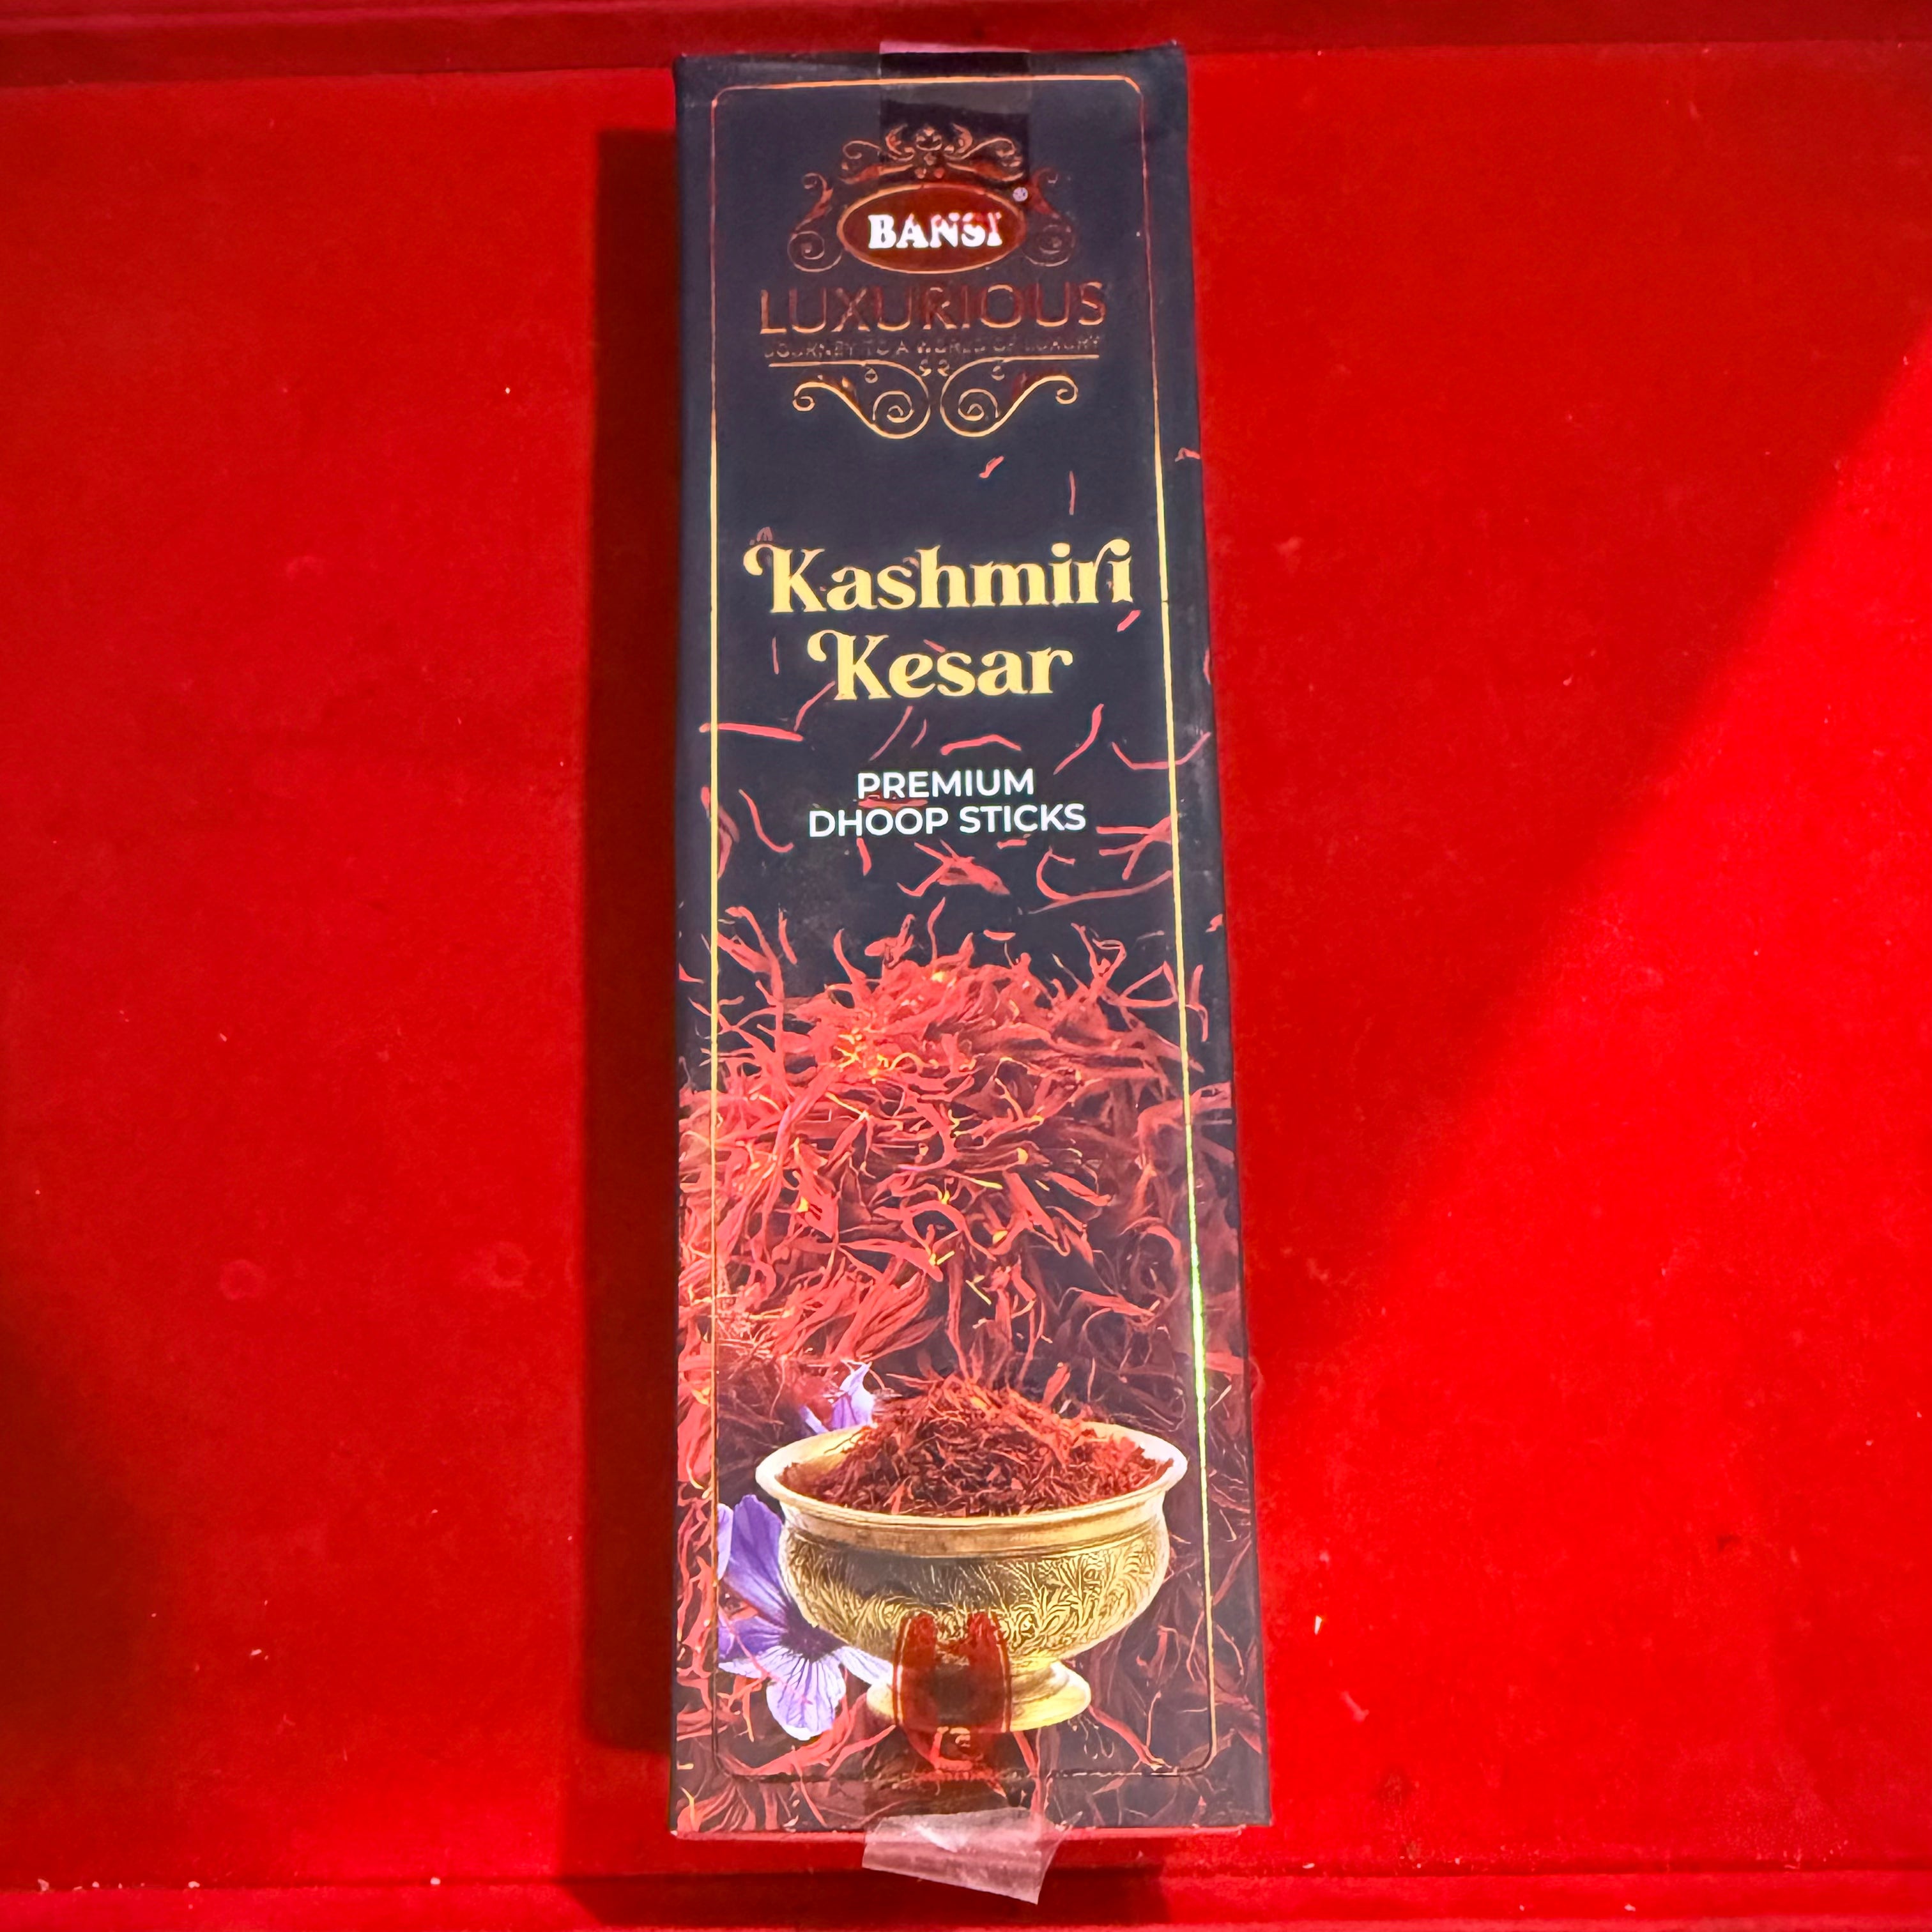 BANSI®
LUXURIOUS
JOURNEY TO A WORLD OF LUXURY
Kashmiri
Kesar
PREMIUM
DHOOP STICKS